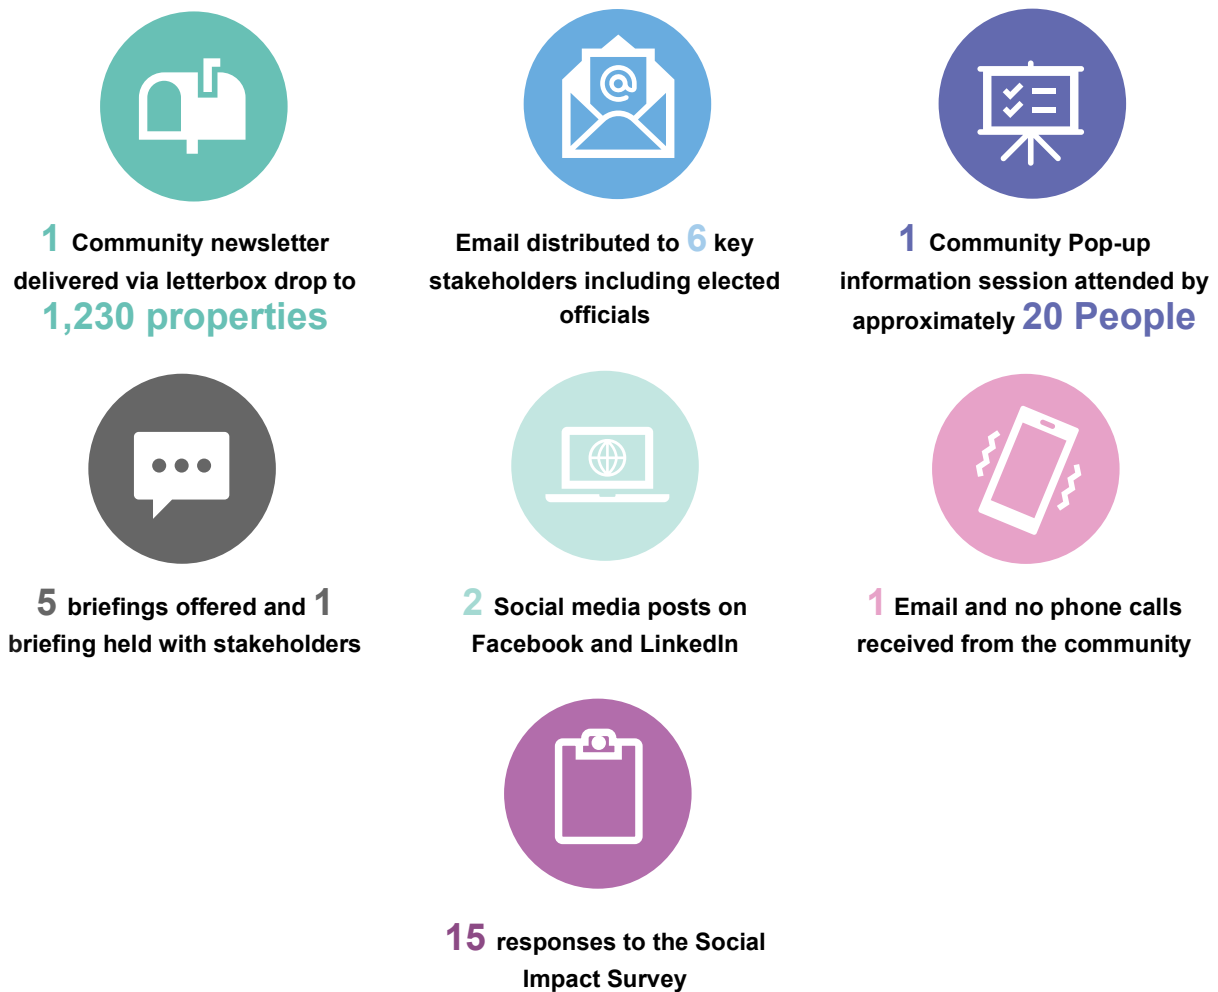 1 Community newsletter
delivered via letterbox drop to
1,230 properties
Email distributed to 6 key
stakeholders including elected
officials
1 Community Pop-up
information session attended by
approximately 20 People
5 briefings offered and 1
briefing held with stakeholders
2 Social media posts on
Facebook and LinkedIn
1 Email and no phone calls
received from the community
15 responses to the Social
Impact Survey